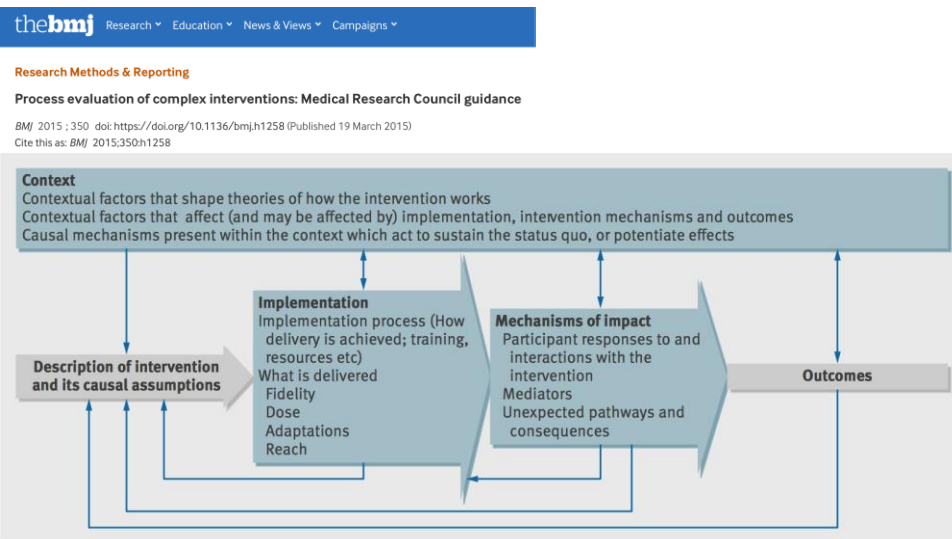 thebmj Research Education News & Views Campaigns
Research Methods & Reporting
Process evaluation of complex interventions: Medical Research Council guidance
BMJ 2015 ; 350 doi: https://doi.org/10.1136/bmj.h1258 (Published 19 March 2015)
Cite this as: BMJ 2015;350:h1258
Context
Contextual factors that shape theories of how the intervention works
Contextual factors that affect (and may be affected by) implementation, intervention mechanisms and outcomes
Causal mechanisms present within the context which act to sustain the status quo, or potentiate effects
Description of intervention
and its causal assumptions
Implementation
Implementation process (How
delivery is achieved; training,
resources etc)
What is delivered
Fidelity
Dose
Adaptations
Reach
Mechanisms of impact
Participant responses to and
interactions with the
intervention
Mediators
Unexpected pathways and
consequences
Outcomes